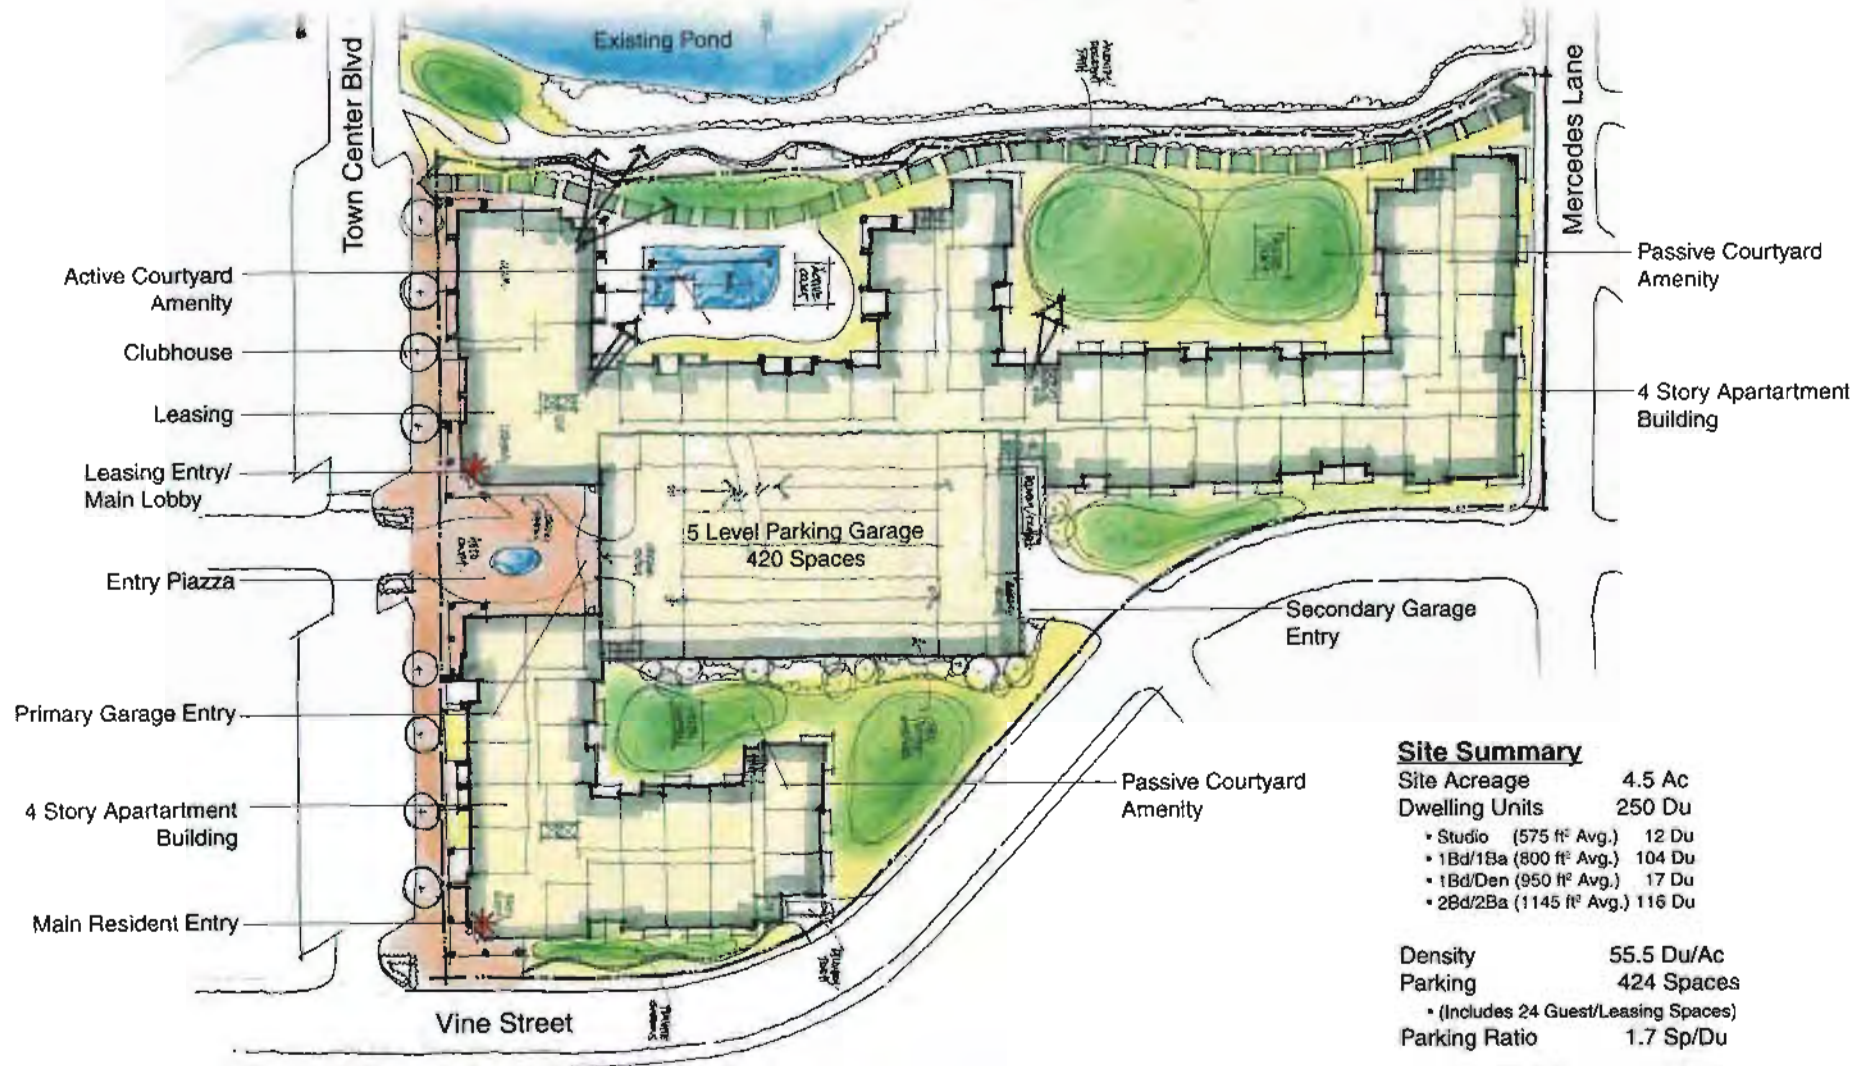 Existing Pond
Town Center Blvd
Mercedes Lane
Active Courtyard
Amenity
Clubhouse
Leasing
Leasing Entry/
Main Lobby
Entry Piazza
Primary Garage Entry
4 Story Apartartment
Building
Main Resident Entry
5 Level Parking Garage
420 Spaces
Passive Courtyard
Amenity
4 Story Apartartment
Building
Secondary Garage
Entry
Passive Courtyard
Amenity
Vine Street
Site Summary
Site Acreage 4.5 Ac
Dwelling Units 250 Du
• Studio (575 ft² Avg.) 12 Du
• 1Bd/1Ba (800 ft² Avg.) 104 Du
• 1Bd/Den (950 ft² Avg.) 17 Du
• 2Bd/2Ba (1145 ft² Avg.) 116 Du
Density 55.5 Du/Ac
Parking 424 Spaces
• (Includes 24 Guest/Leasing Spaces)
Parking Ratio 1.7 Sp/Du